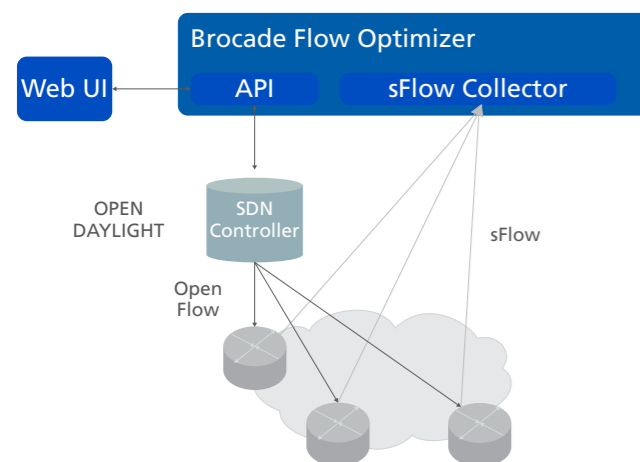 Brocade Flow Optimizer
Web UI
API
sFlow Collector
OPEN
DAYLIGHT
SDN
Controller
sFlow
Open
Flow